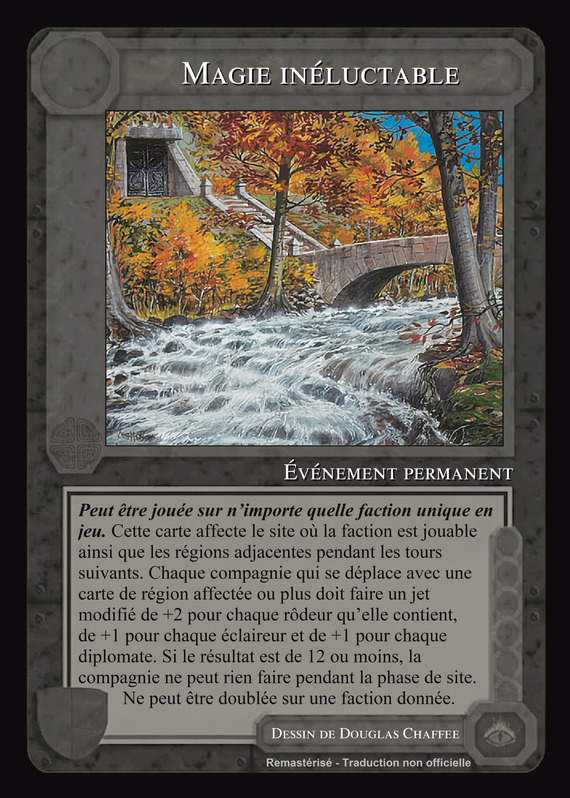 Magie inéluctable
Événement permanent
Peut être jouée sur n'importe quelle faction unique en
jeu. Cette carte affecte le site où la faction est jouable
ainsi que les régions adjacentes pendant les tours
suivants. Chaque compagnie qui se déplace avec une
carte de région affectée ou plus doit faire un jet
modifié de +2 pour chaque rôdeur qu'elle contient,
de +1 pour chaque éclaireur et de +1 pour chaque
diplomate. Si le résultat est de 12 ou moins, la
compagnie ne peut rien faire pendant la phase de site.
Ne peut être doublée sur une faction donnée.
Dessin de Douglas Chaffee
Remastérisé - Traduction non officielle